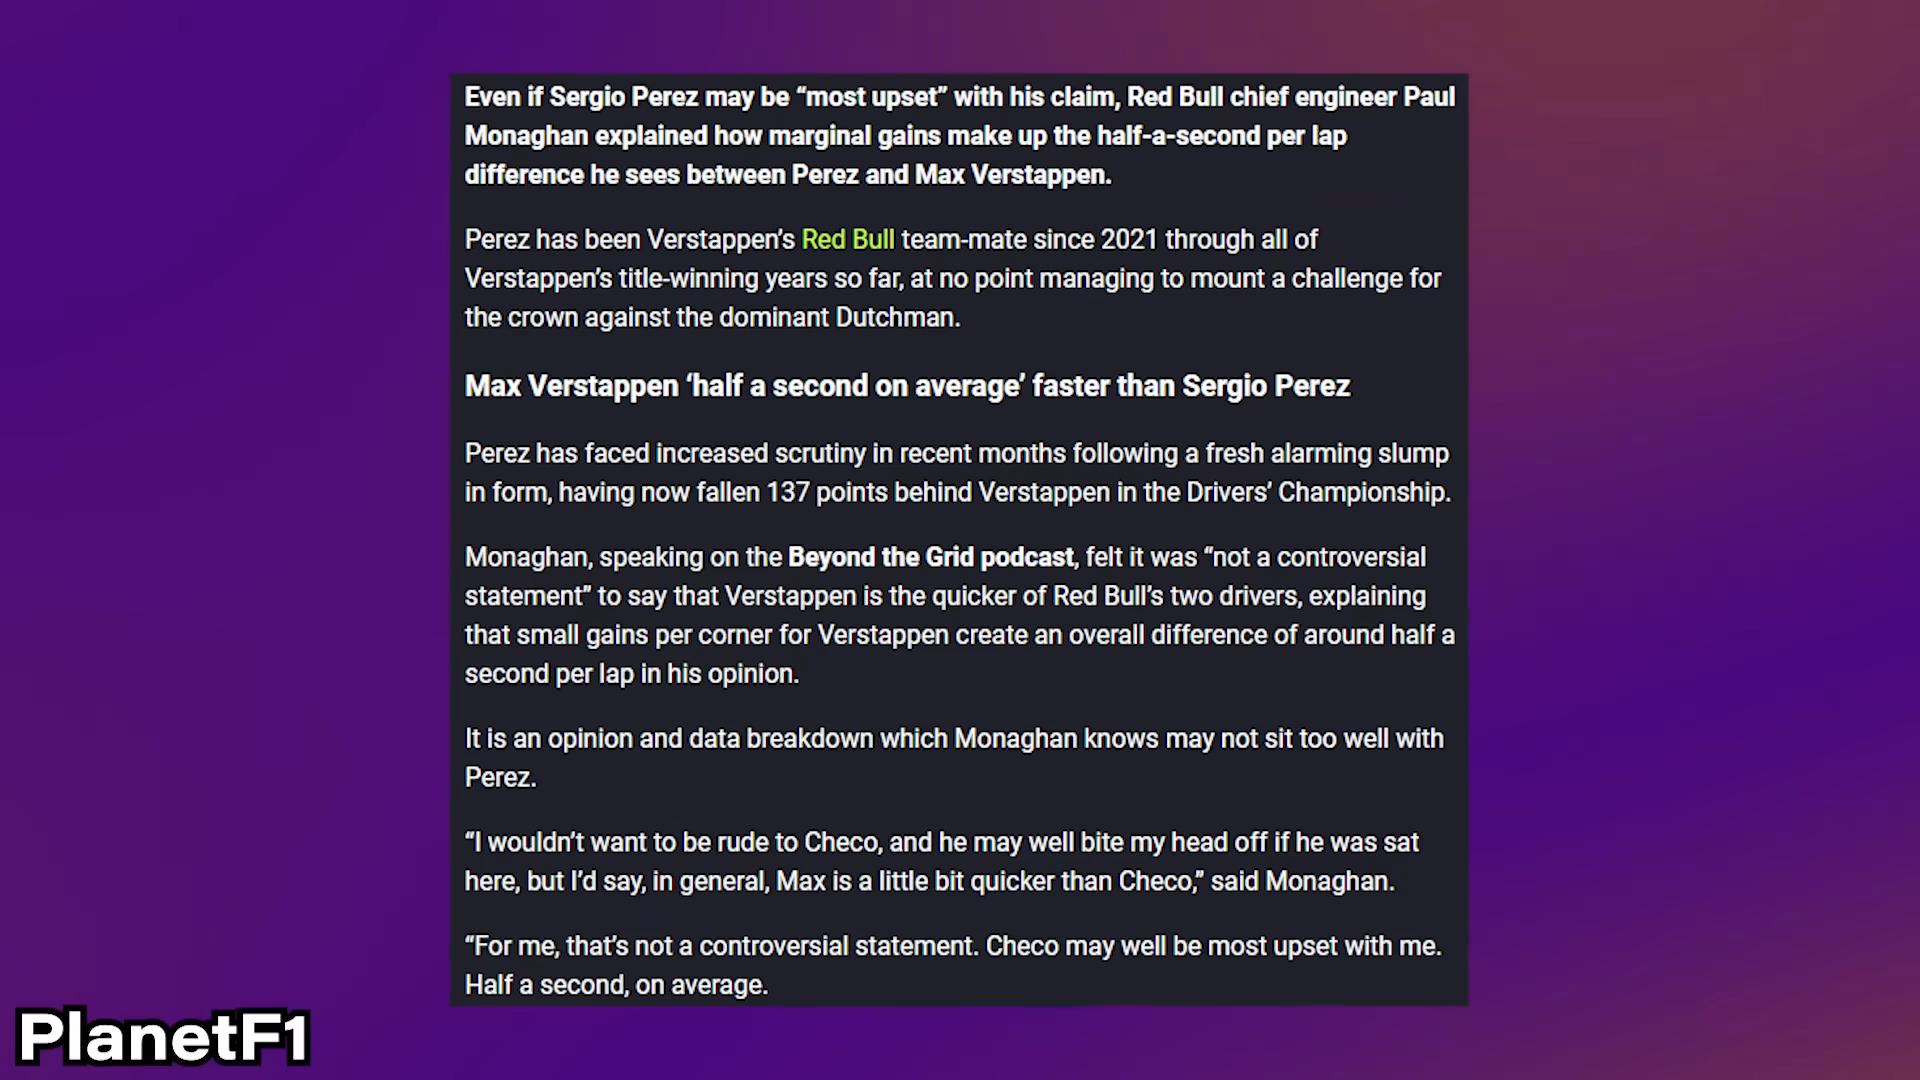 Even if Sergio Perez may be “most upset” with his claim, Red Bull chief engineer Paul
Monaghan explained how marginal gains make up the half-a-second per lap
difference he sees between Perez and Max Verstappen.
Perez has been Verstappen’s Red Bull team-mate since 2021 through all of
Verstappen’s title-winning years so far, at no point managing to mount a challenge for
the crown against the dominant Dutchman.
Max Verstappen ‘half a second on average’ faster than Sergio Perez
Perez has faced increased scrutiny in recent months following a fresh alarming slump
in form, having now fallen 137 points behind Verstappen in the Drivers’ Championship.
Monaghan, speaking on the Beyond the Grid podcast, felt it was “not a controversial
statement” to say that Verstappen is the quicker of Red Bull’s two drivers, explaining
that small gains per corner for Verstappen create an overall difference of around half a
second per lap in his opinion.
It is an opinion and data breakdown which Monaghan knows may not sit too well with
Perez.
“I wouldn’t want to be rude to Checo, and he may well bite my head off if he was sat
here, but I’d say, in general, Max is a little bit quicker than Checo,” said Monaghan.
“For me, that’s not a controversial statement. Checo may well be most upset with me.
Half a second, on average.
PlanetF1